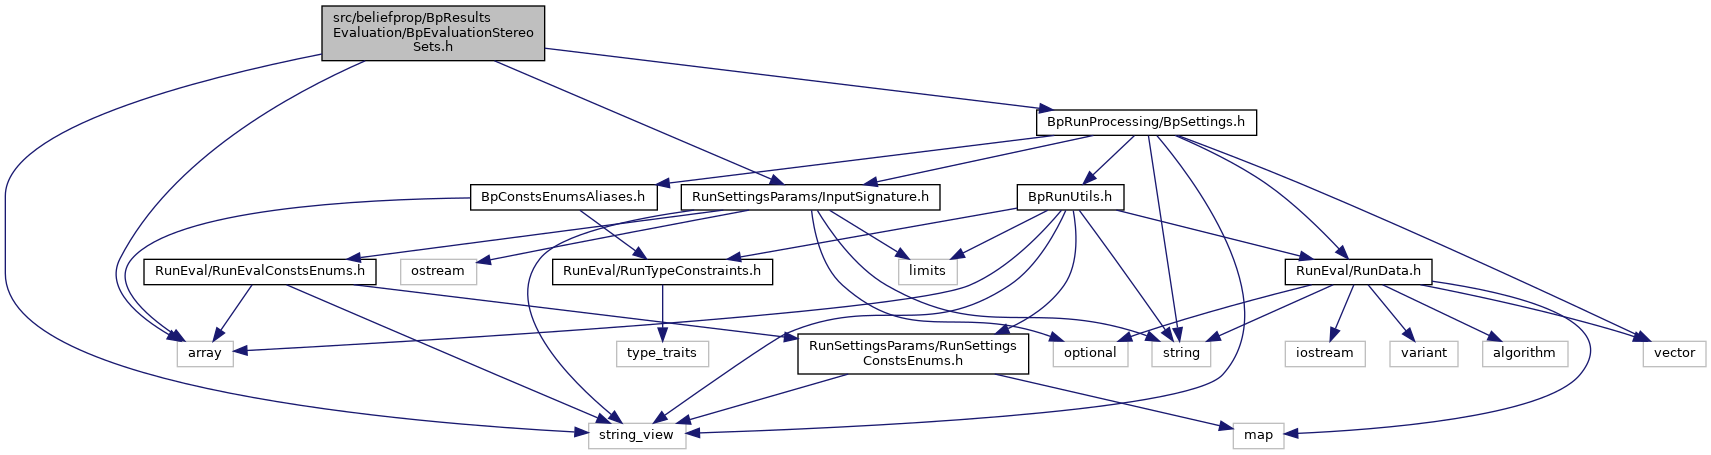 src/beliefprop/BpResults
Evaluation/BpEvaluationStereo
Sets.h
BpRunProcessing/BpSettings.h
BpConstsEnumsAliases.h
RunSettingsParams/InputSignature.h
BpRunUtils.h
RunEval/RunEvalConstsEnums.h
ostream
RunEval/RunTypeConstraints.h
limits
RunEval/RunData.h
array
type_traits
RunSettingsParams/RunSettings
ConstsEnums.h
optional
string
iostream
variant
algorithm
vector
string_view
map